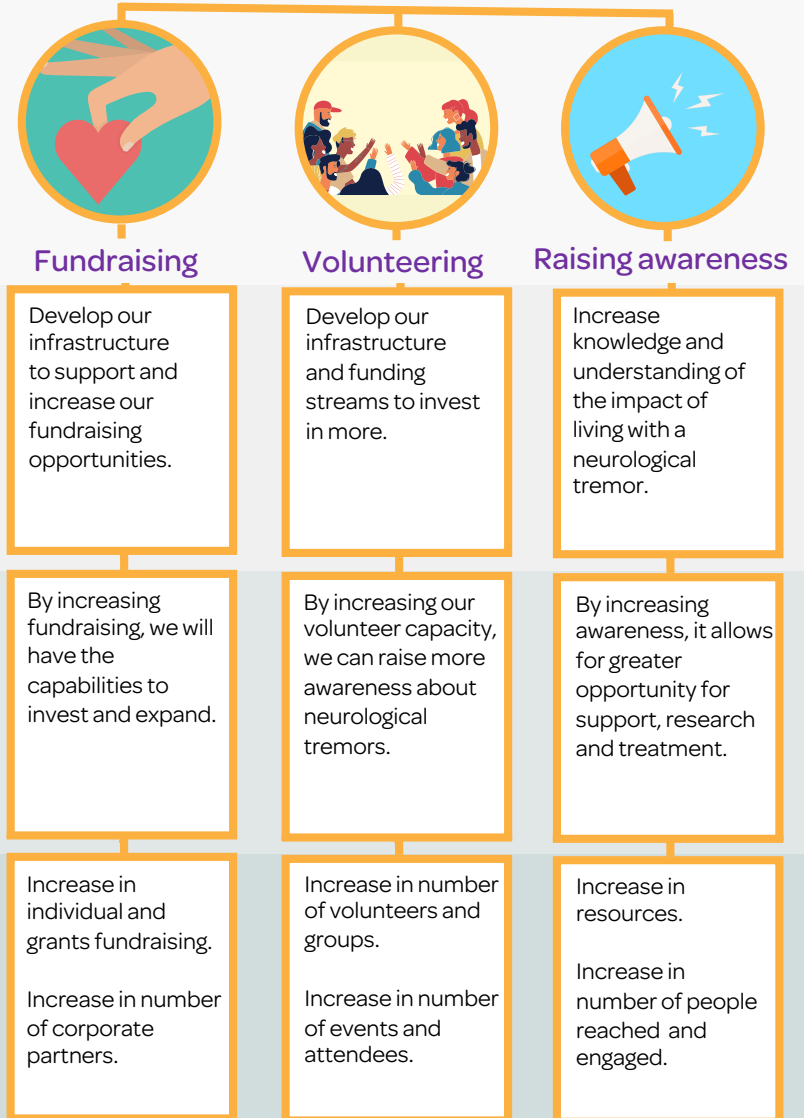 Fundraising
Volunteering
Raising awareness
Develop our
infrastructure
to support and
increase our
fundraising
opportunities.
Develop our
infrastructure
and funding
streams to invest
in more.
Increase
knowledge and
understanding of
the impact of
living with a
neurological
tremor.
By increasing
fundraising, we will
have the
capabilities to
invest and expand.
By increasing our
volunteer capacity,
we can raise more
awareness about
neurological
tremors.
By increasing
awareness, it allows
for greater
opportunity for
support, research
and treatment.
Increase in
individual and
grants fundraising.
Increase in number
of corporate
partners.
Increase in number
of volunteers and
groups.
Increase in number
of events and
attendees.
Increase in
resources.
Increase in
number of people
reached and
engaged.